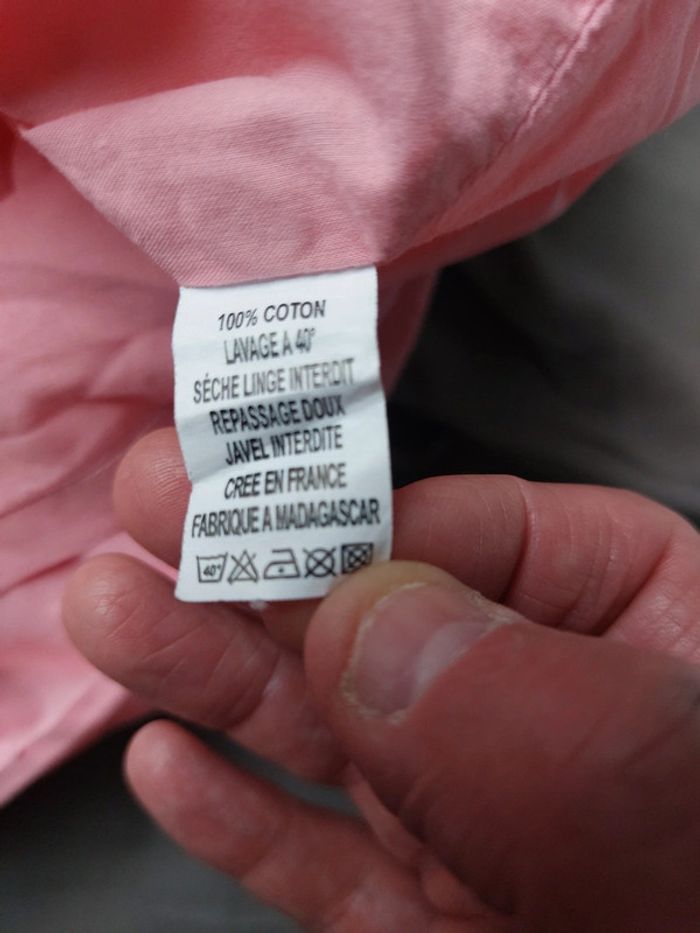 100% COTON
LAVAGE A 40°
SÉCHE LINGE INTERDIT
REPASSAGE DOUX
JAVEL INTERDITE
CREE EN FRANCE
FABRIQUE A MADAGASCAR
40°